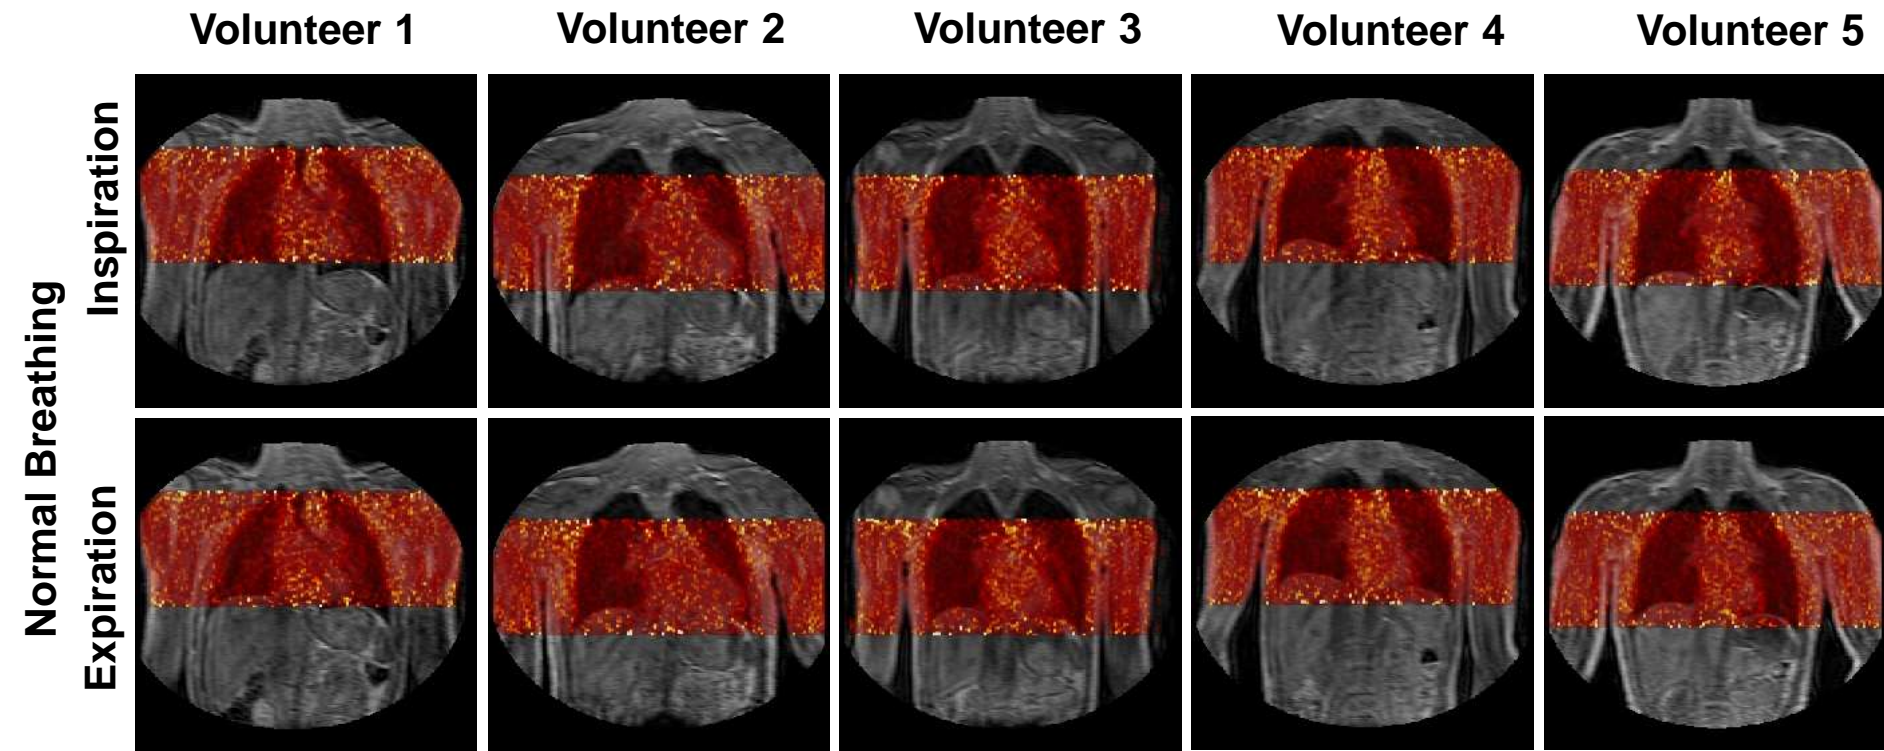 Volunteer 1
Volunteer 2
Volunteer 3
Volunteer 4
Volunteer 5
Normal Breathing
Inspiration
Expiration